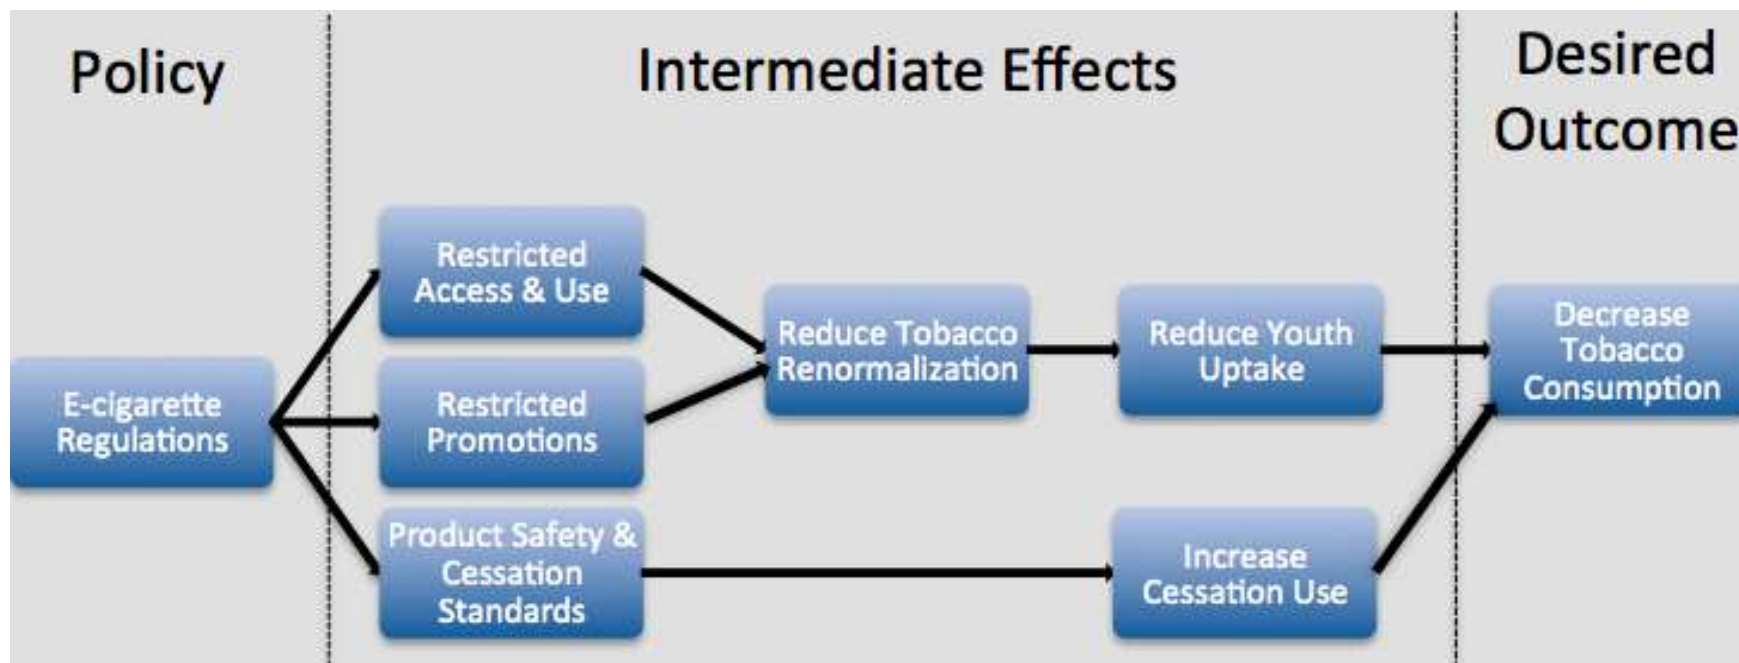 Policy
Intermediate Effects
Desired
Outcome
E-cigarette
Regulations
Restricted
Access & Use
Restricted
Promotions
Product Safety &
Cessation
Standards
Reduce Tobacco
Renormalization
Reduce Youth
Uptake
Increase
Cessation Use
Decrease
Tobacco
Consumption